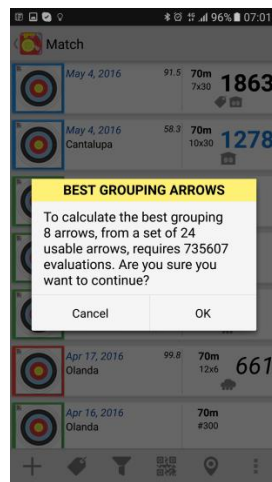 96% 07:01
Match
May 4, 2016 91.5 70m 1863
7x30
May 4, 2016 58.3 70m 1278
Cantalupa 10x30
BEST GROUPING ARROWS
To calculate the best grouping
8 arrows, from a set of 24
usable arrows, requires 735607
evaluations. Are you sure you
want to continue?
Cancel OK
Apr 17, 2016 99.8 70m 661
Olanda 12x6
Apr 16, 2016 70m
Olanda #300